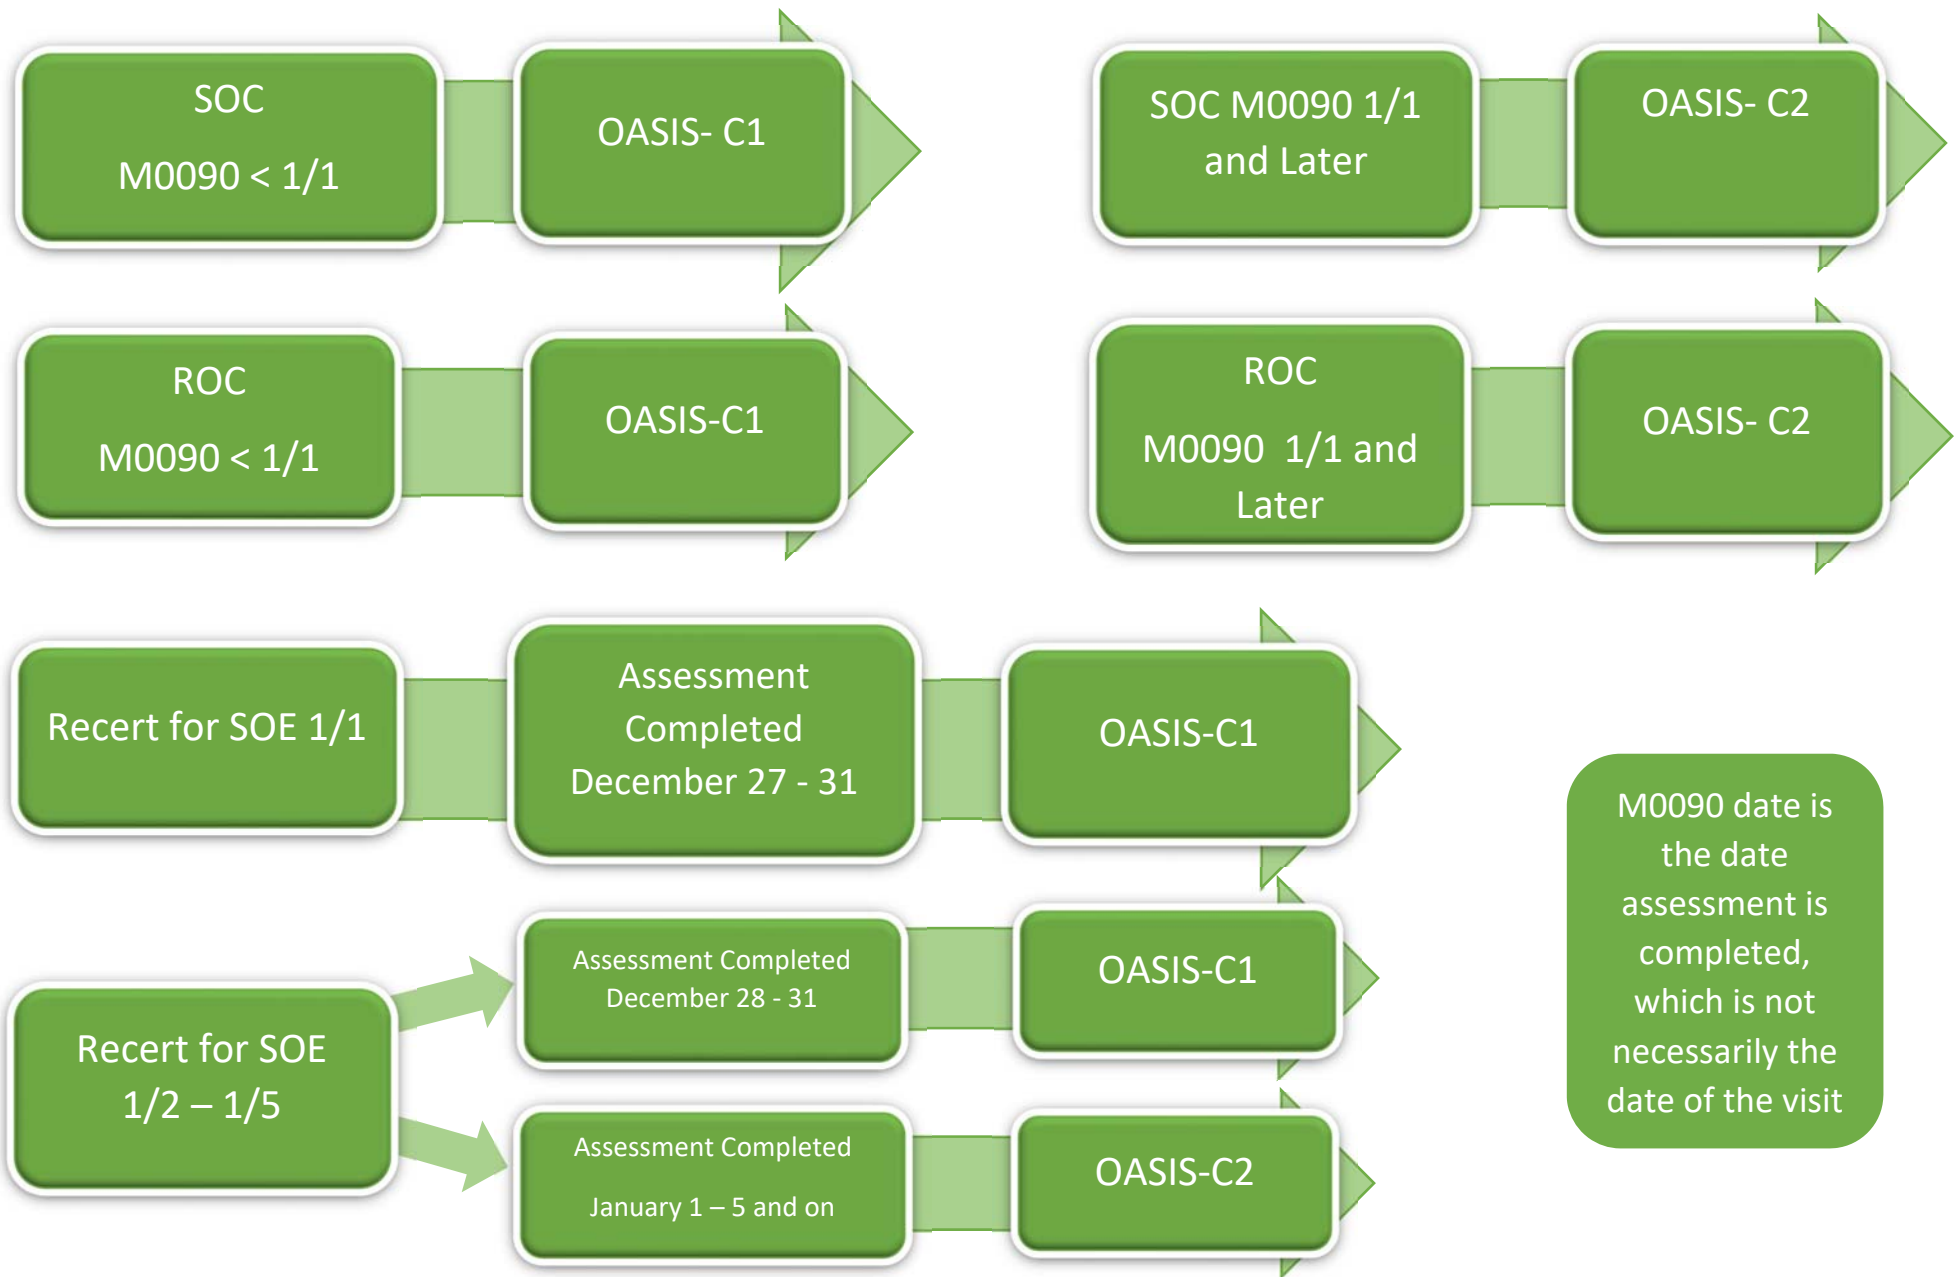 SOC
M0090 < 1/1
OASIS- C1
SOC M0090 1/1
and Later
OASIS- C2
ROC
M0090 < 1/1
OASIS-C1
ROC
M0090  1/1 and
Later
OASIS- C2
Recert for SOE 1/1
Assessment
Completed
December 27 - 31
OASIS-C1
Recert for SOE
1/2 – 1/5
Assessment Completed
December 28 - 31
OASIS-C1
Assessment Completed
January 1 – 5 and on
OASIS-C2
M0090 date is
the date
assessment is
completed,
which is not
necessarily the
date of the visit